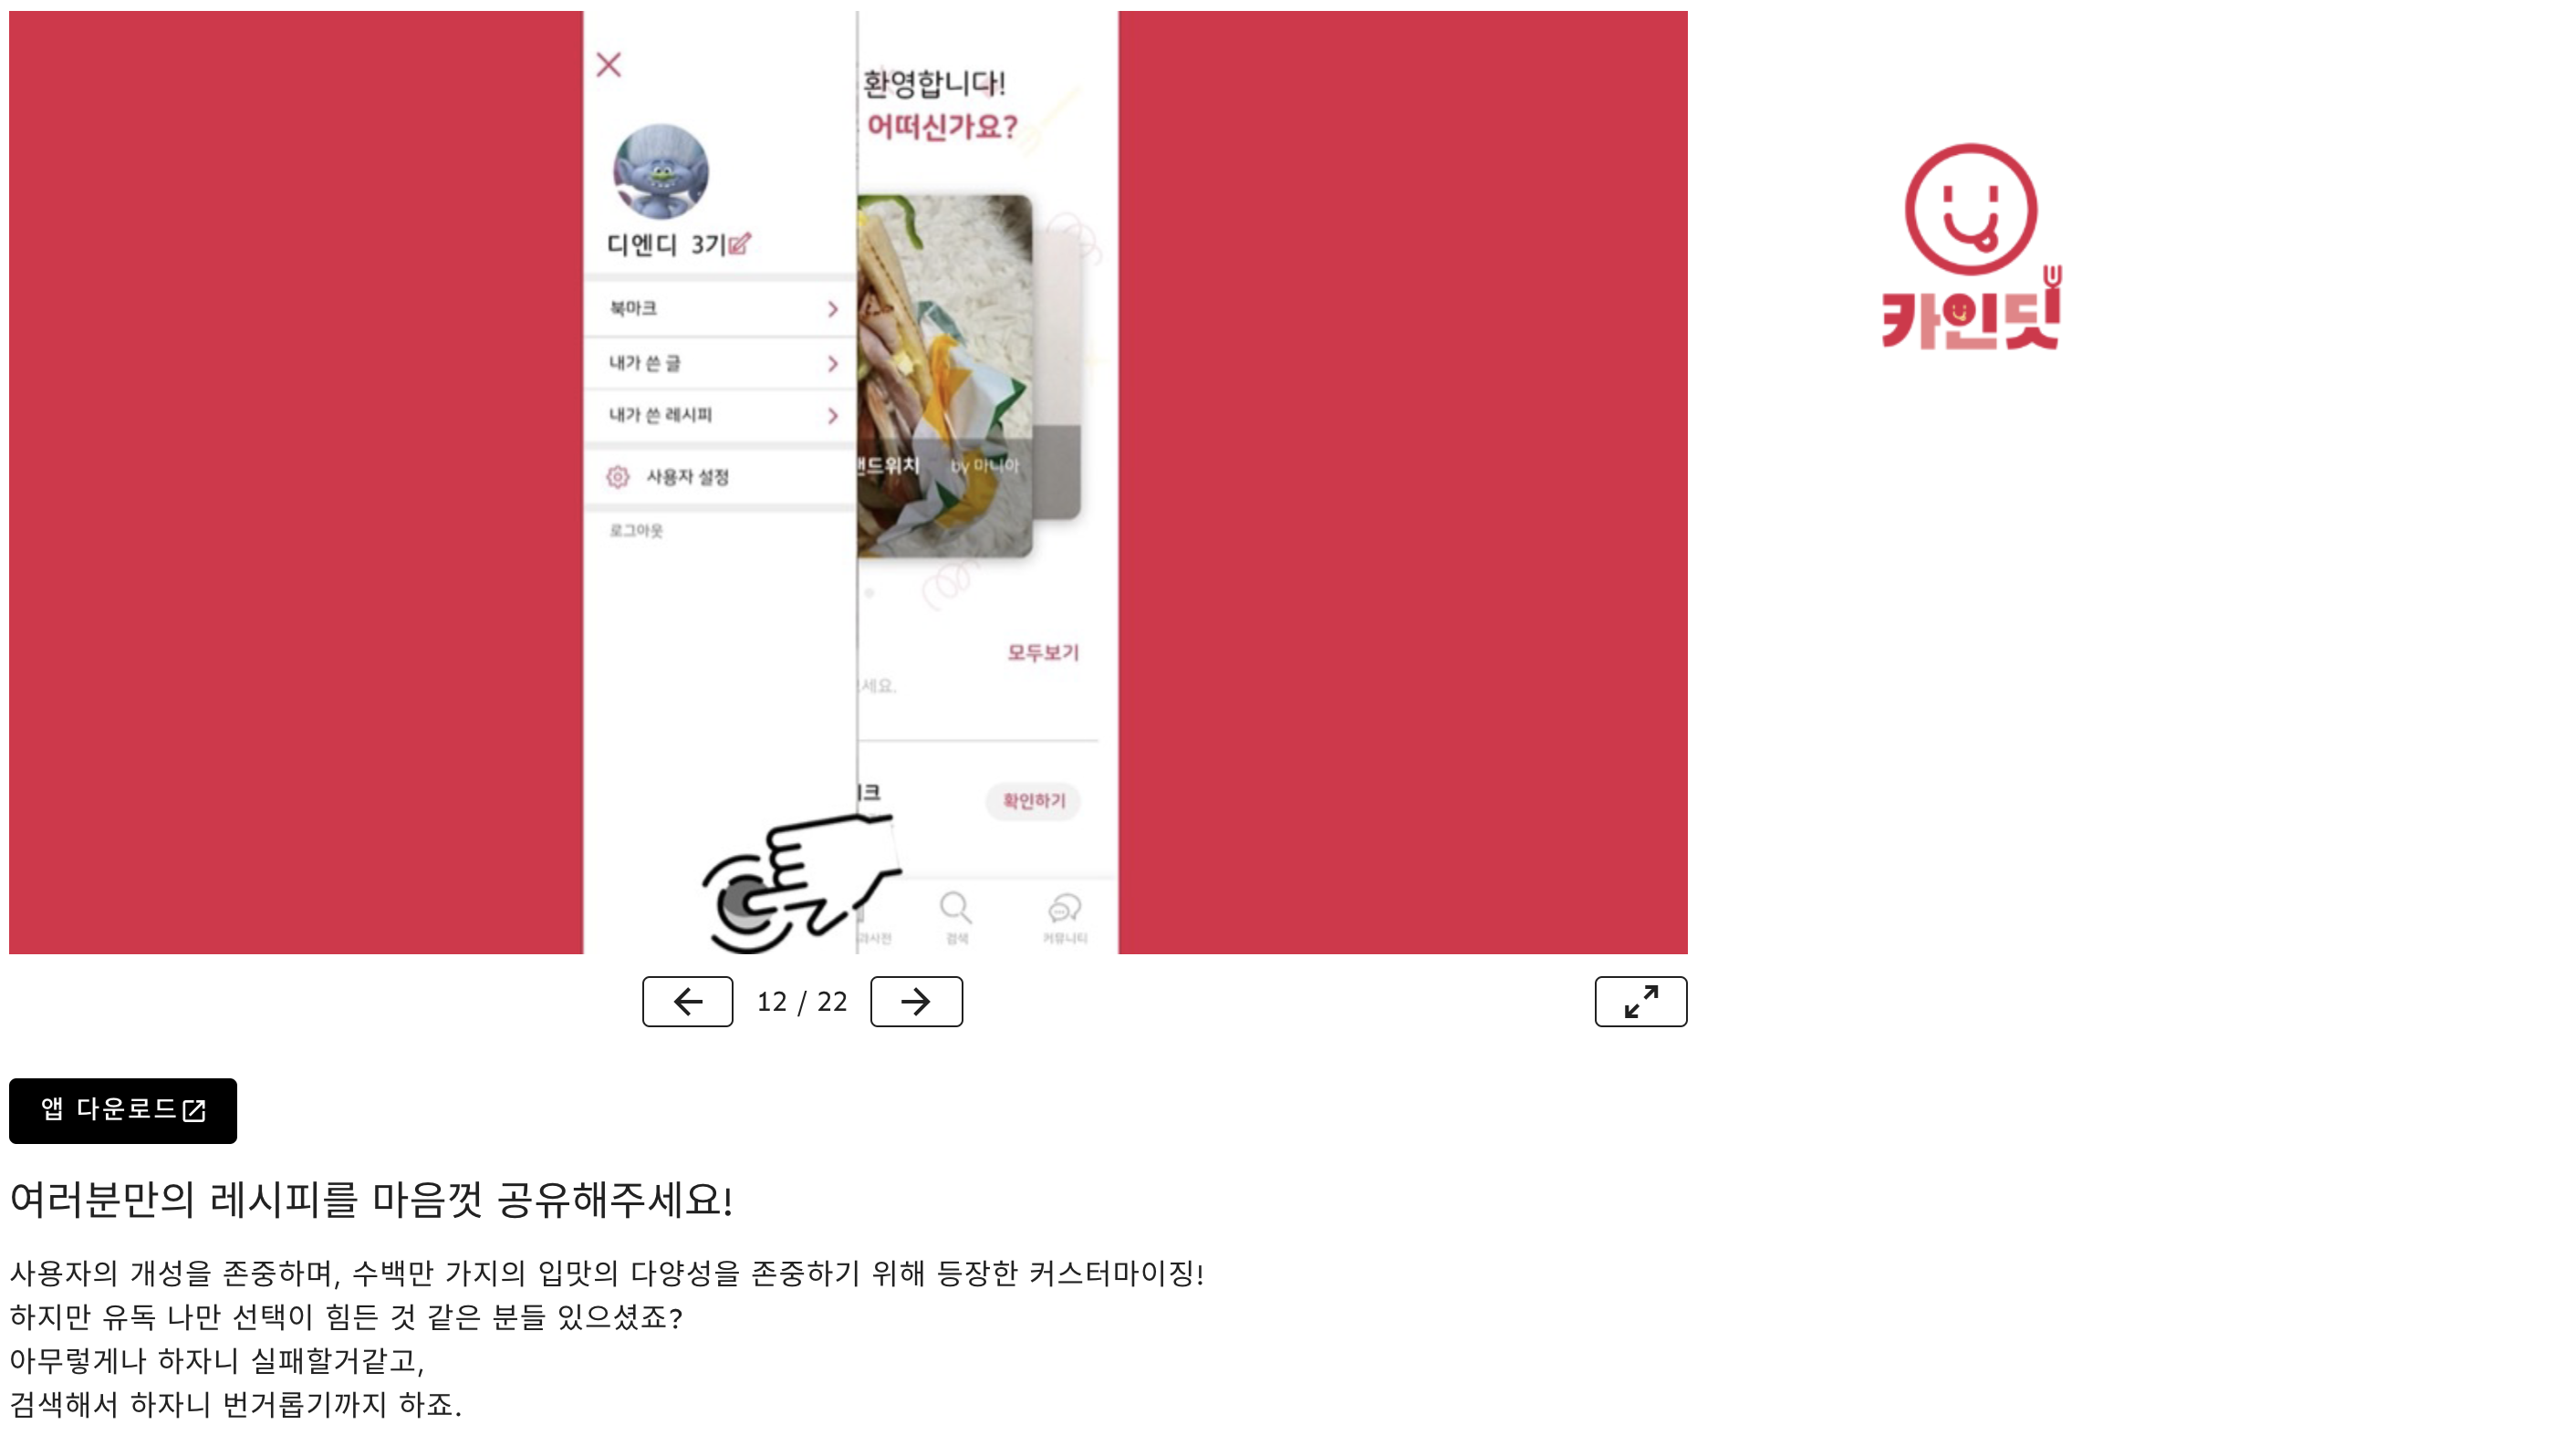 환영합니다!
어떠신가요?
디엔디 3기
북마크
내가 쓴 글
내가 쓴 레시피
사용자 설정
로그아웃
샌드위치 by 마니아
모두보기
세요.
크
확인하기
과사전 검색 커뮤니티
카인딧
12 / 22
앱 다운로드
여러분만의 레시피를 마음껏 공유해주세요!
사용자의 개성을 존중하며, 수백만 가지의 입맛의 다양성을 존중하기 위해 등장한 커스터마이징!
하지만 유독 나만 선택이 힘든 것 같은 분들 있으셨죠?
아무렇게나 하자니 실패할거같고,
검색해서 하자니 번거롭기까지 하죠.